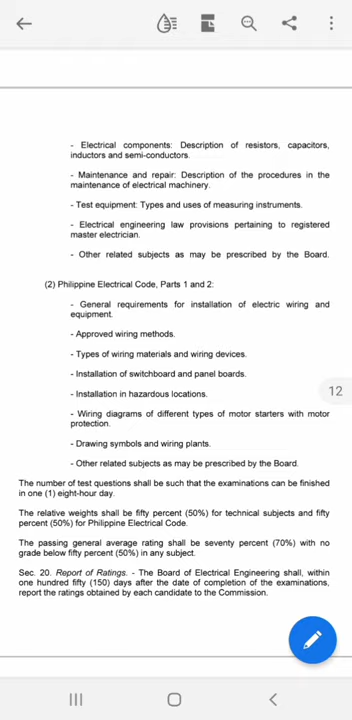 - Electrical components: Description of resistors, capacitors,
inductors and semi-conductors.
- Maintenance and repair: Description of the procedures in the
maintenance of electrical machinery.
- Test equipment: Types and uses of measuring instruments.
- Electrical engineering law provisions pertaining to registered
master electrician.
- Other related subjects as may be prescribed by the Board.
(2) Philippine Electrical Code, Parts 1 and 2:
- General requirements for installation of electric wiring and
equipment.
- Approved wiring methods.
- Types of wiring materials and wiring devices.
- Installation of switchboard and panel boards.
- Installation in hazardous locations.
12
- Wiring diagrams of different types of motor starters with motor
protection.
- Drawing symbols and wiring plants.
- Other related subjects as may be prescribed by the Board.
The number of test questions shall be such that the examinations can be finished
in one (1) eight-hour day.
The relative weights shall be fifty percent (50%) for technical subjects and fifty
percent (50%) for Philippine Electrical Code.
The passing general average rating shall be seventy percent (70%) with no
grade below fifty percent (50%) in any subject.
Sec. 20. Report of Ratings. - The Board of Electrical Engineering shall, within
one hundred fifty (150) days after the date of completion of the examinations,
report the ratings obtained by each candidate to the Commission.